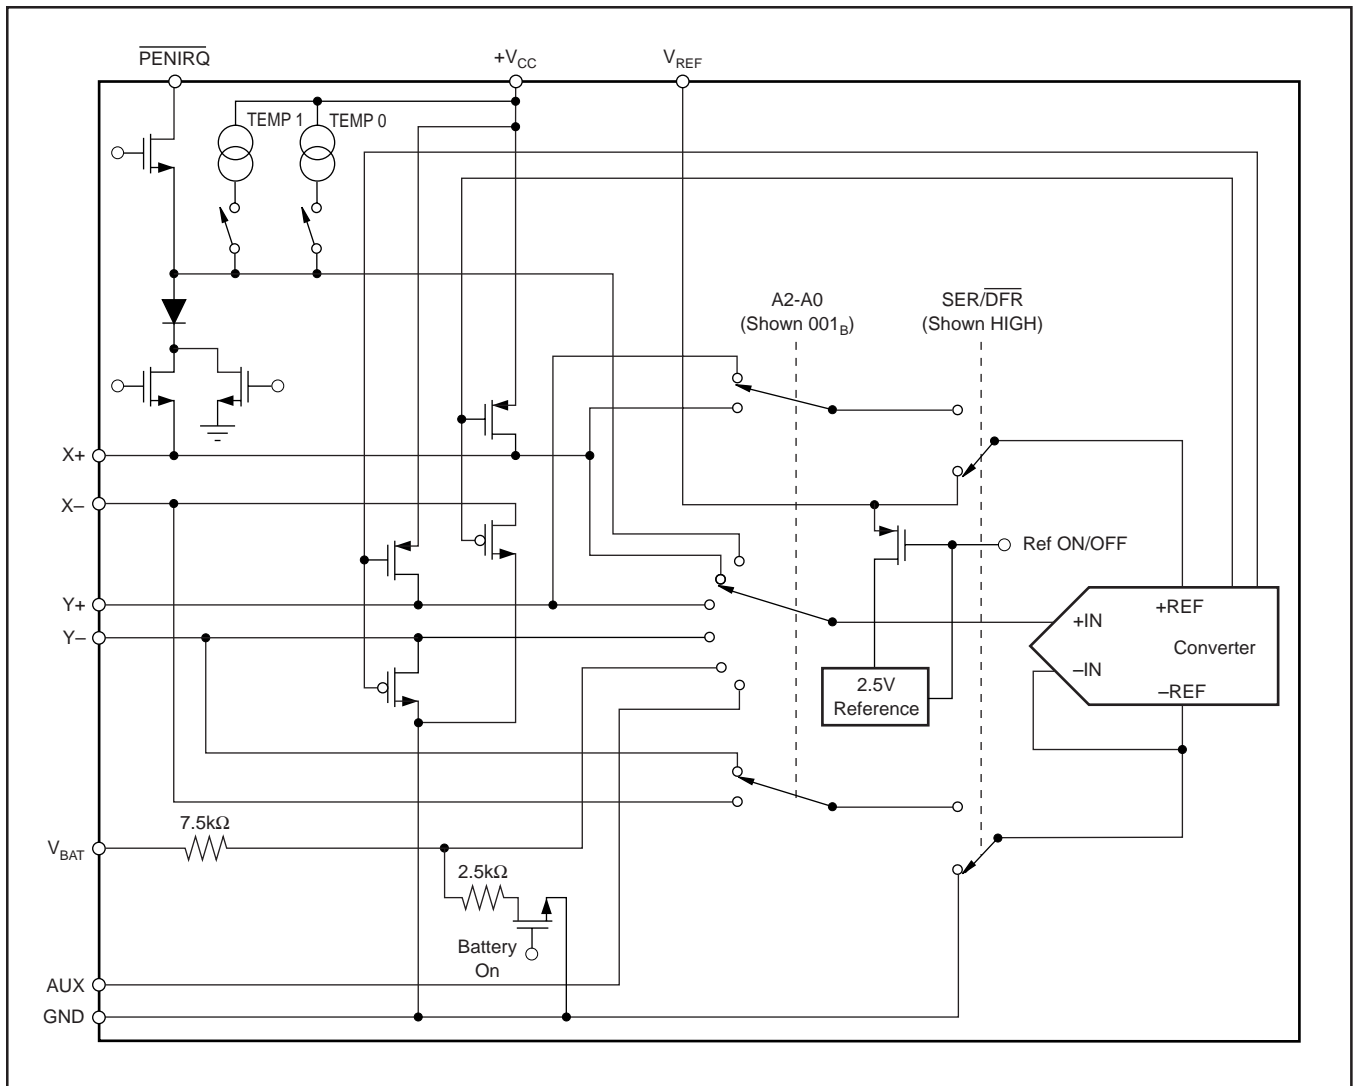 PENIRQ
+VCC
VREF
TEMP 1
TEMP 0
A2-A0
(Shown 001B)
SER/DFR
(Shown HIGH)
X+
X–
Y+
Y–
Ref ON/OFF
+REF
+IN
Converter
–IN
–REF
2.5V
Reference
7.5kΩ
VBAT
2.5kΩ
Battery
On
AUX
GND